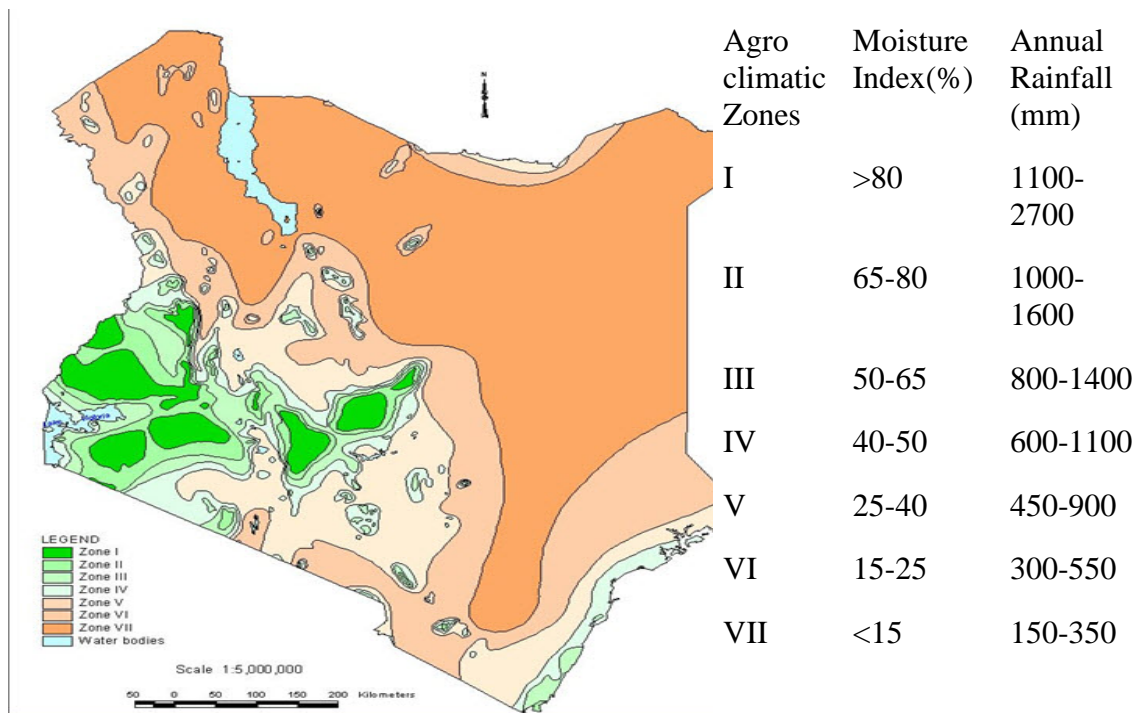 N
Lake Victoria
LEGEND
Zone I
Zone II
Zone III
Zone IV
Zone V
Zone VI
Zone VII
Water bodies
Scale 1:5,000,000
50 0 50 100 150 200 Kilometers
Agro Moisture Annual
climatic Index(%) Rainfall
Zones (mm)
I >80 1100-
2700
II 65-80 1000-
1600
III 50-65 800-1400
IV 40-50 600-1100
V 25-40 450-900
VI 15-25 300-550
VII <15 150-350